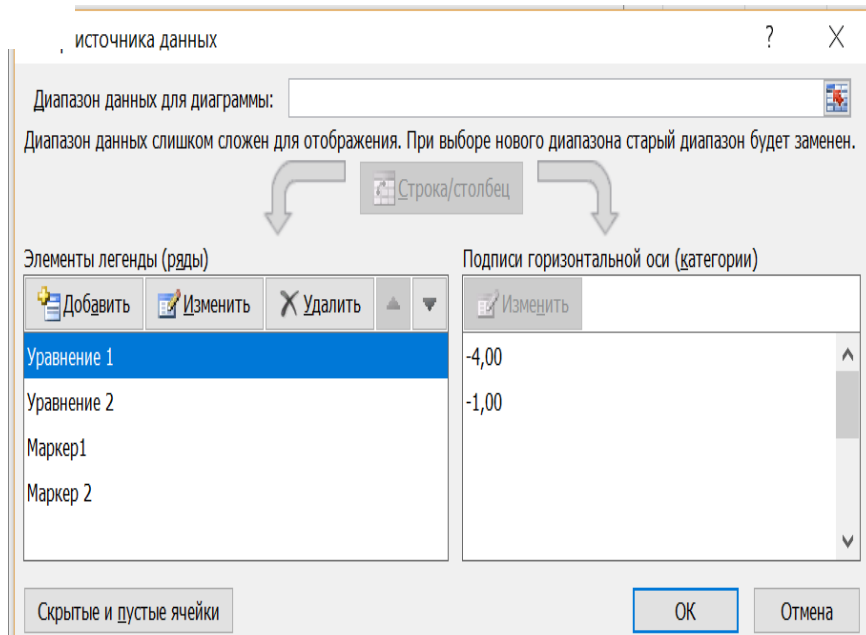 источника данных ?
Диапазон данных для диаграммы:
Диапазон данных слишком сложен для отображения. При выборе нового диапазона старый диапазон будет заменен.
Строка/столбец
Элементы легенды (ряды)
Добавить Изменить Удалить
Уравнение 1
Уравнение 2
Маркер1
Маркер 2
Подписи горизонтальной оси (категории)
Изменить
-4,00
-1,00
Скрытые и пустые ячейки
ОК Отмена